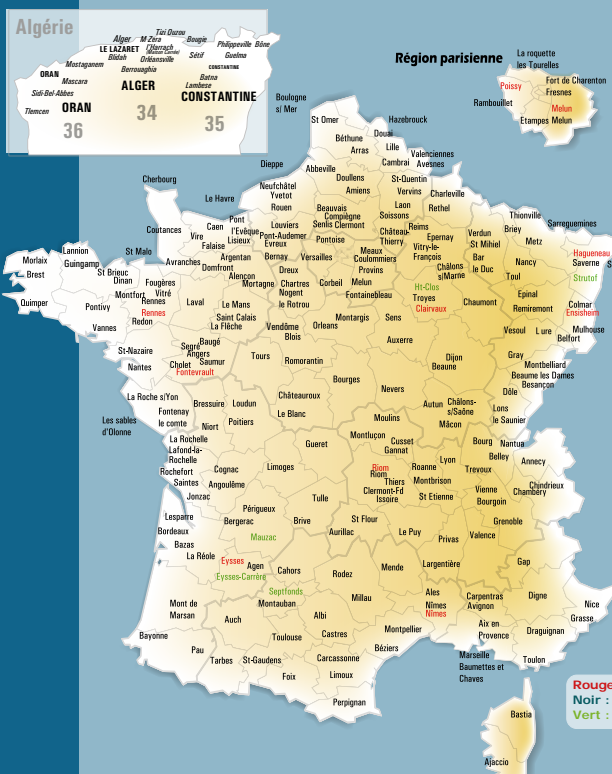 Algérie
Tizi Ouzou
Alger
M Zéra
Bougie
Philippeville
Bône
LE LAZARET
l'Harrach
(Maison Carrée)
Blidah
Orléansville
Sétif
Guelma
Mostaganem
Berrouaghia
CONSTANTINE
ORAN
Mascara
Batna
Lambese
Sidi-Bel-Abbes
ALGER
CONSTANTINE
Tlemcen
ORAN
34
35
36
Région parisienne
La roquette
les Tourelles
Poissy
Fort de Charenton
Fresnes
Rambouillet
Melun
Etampes
Melun
Boulogne
s/ Mer
St Omer
Hazebrouck
Béthune
Douai
Lille
Arras
Valenciennes
Cambrai
Avesnes
Dieppe
Abbeville
Doullens
St-Quentin
Cherbourg
Neufchâtel
Yvetot
Amiens
Vervins
Charleville
Le Havre
Rouen
Beauvais
Laon
Rethel
Thionville
Compiègne
Soissons
Sarreguemines
Coutances
Caen
Pont
l'Evêque
Louviers
Senlis
Clermont
Reims
Verdun
Briey
Vire
Falaise
Lisieux
Pont-Audemer
Evreux
Pontoise
Château-
Thierry
Epernay
St Mihiel
Metz
Lannion
St Malo
Argentan
Bernay
Versailles
Meaux
Coulommiers
Vitry-le-
François
Bar
le Duc
Nancy
Hagueneau
Saverne
Morlaix
Guingamp
Avranches
Domfront
Dreux
Provins
Châlons
s/Marne
Toul
Strutof
Brest
St Brieuc
Dinan
Fougères
Alençon
Mortagne
Chartres
Corbeil
Melun
Ht-Clos
Quimper
Montfort
Vitré
Rennes
Laval
Nogent
le Rotrou
Fontainebleau
Troyes
Chaumont
Epinal
Pontivy
Rennes
Le Mans
Montargis
Sens
Clairvaux
Remiremont
Colmar
Ensisheim
Redon
Saint Calais
Vannes
La Flêche
Vendôme
Orleans
Vesoul
L ure
Mulhouse
Belfort
Baugé
Blois
Auxerre
St-Nazaire
Segré
Angers
Tours
Romorantin
Dijon
Gray
Montbelliard
Nantes
Cholet
Saumur
Beaune
Beaume les Dames
Fontevrault
Bourges
Besançon
Châteauroux
Nevers
Dôle
La Roche s/Yon
Bressuire
Loudun
Autun
Châlons-
s/Saône
Lons
le Saunier
Les sables
d'Olonne
Fontenay
le comte
Le Blanc
Moulins
Mâcon
Niort
Poitiers
La Rochelle
Gueret
Montluçon
Cusset
Bourg
Nantua
Lafond-la-
Rochelle
Gannat
Lyon
Belley
Annecy
Rochefort
Cognac
Limoges
Riom
Riom
Roanne
Trevoux
Saintes
Angoulême
Thiers
Montbrison
Chindrieux
Jonzac
Clermont-Fd
Issoire
Vienne
Chambéry
Tulle
St Etienne
Bourgoin
Lesparre
Périgueux
Bergerac
Brive
St Flour
Grenoble
Bordeaux
Mauzac
Aurillac
Le Puy
Privas
Valence
Bazas
La Réole
Eysses
Agen
Cahors
Rodez
Mende
Largentière
Gap
Eysses-Carrère
Septfonds
Millau
Ales
Carpentras
Digne
Mont de
Marsan
Montauban
Nîmes
Avignon
Nice
Auch
Albi
Nîmes
Grasse
Bayonne
Toulouse
Castres
Montpellier
Aix en
Provence
Draguignan
Pau
Béziers
Tarbes
St-Gaudens
Carcassonne
Marseille
Baumettes et
Chaves
Toulon
Foix
Limoux
Perpignan
Rouge
Noir :
Vert :
Bastia
Ajaccio